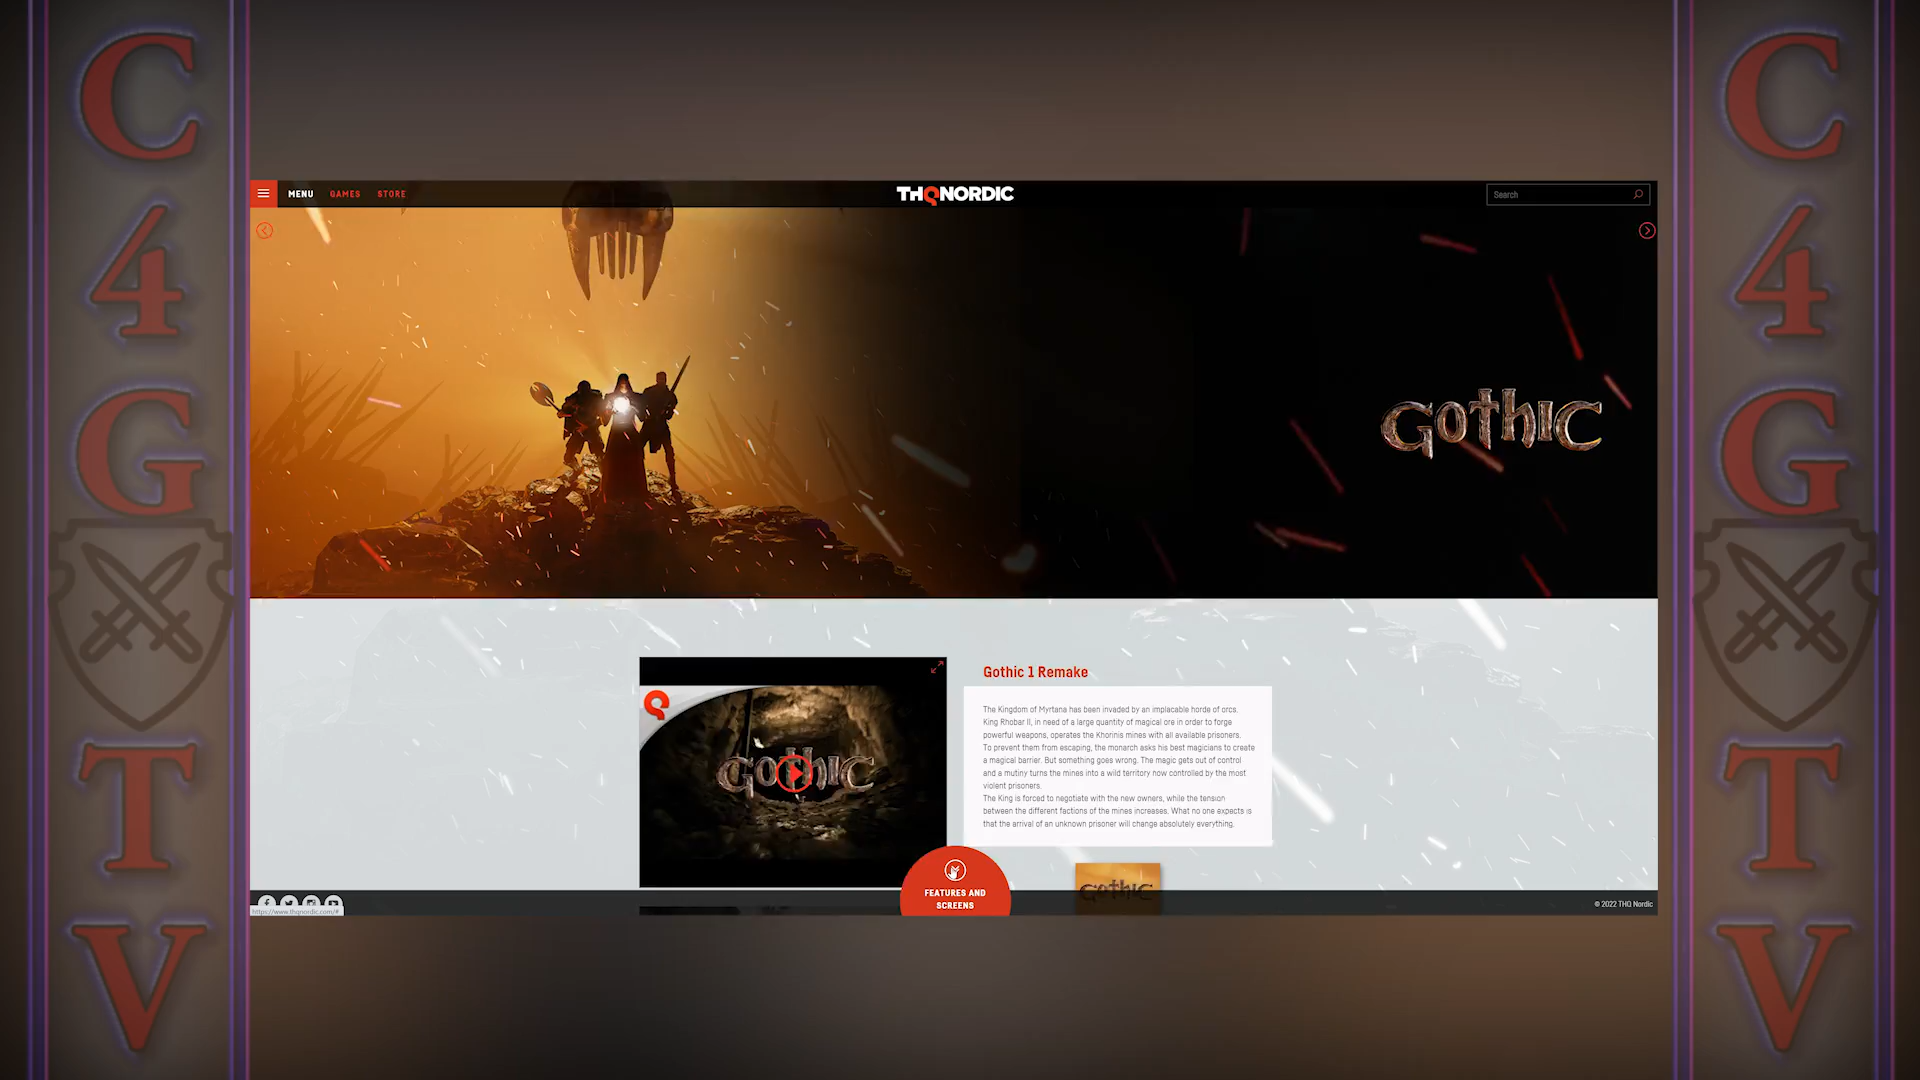 C
4
G
T
V
MENU GAMES STORE
THQNORDIC
Search
GOTHIC
Gothic 1 Remake
The Kingdom of Myrtana has been invaded by an implacable horde of orcs.
King Rhobar II, in need of a large quantity of magical ore in order to forge
powerful weapons, operates the Khorinis mines with all available prisoners.
To prevent them from escaping, the monarch asks his best magicians to create
a magical barrier. But something goes wrong. The magic gets out of control
and a mutiny turns the mines into a wild territory now controlled by the most
violent prisoners.
The King is forced to negotiate with the new owners, while the tension
between the different factions of the mines increases. What no one expects is
that the arrival of an unknown prisoner will change absolutely everything.
GOTHIC
GOTHIC
FEATURES AND
SCREENS
https://www.thqnordic.com/#
© 2022 THQ Nordic
C
4
G
T
V